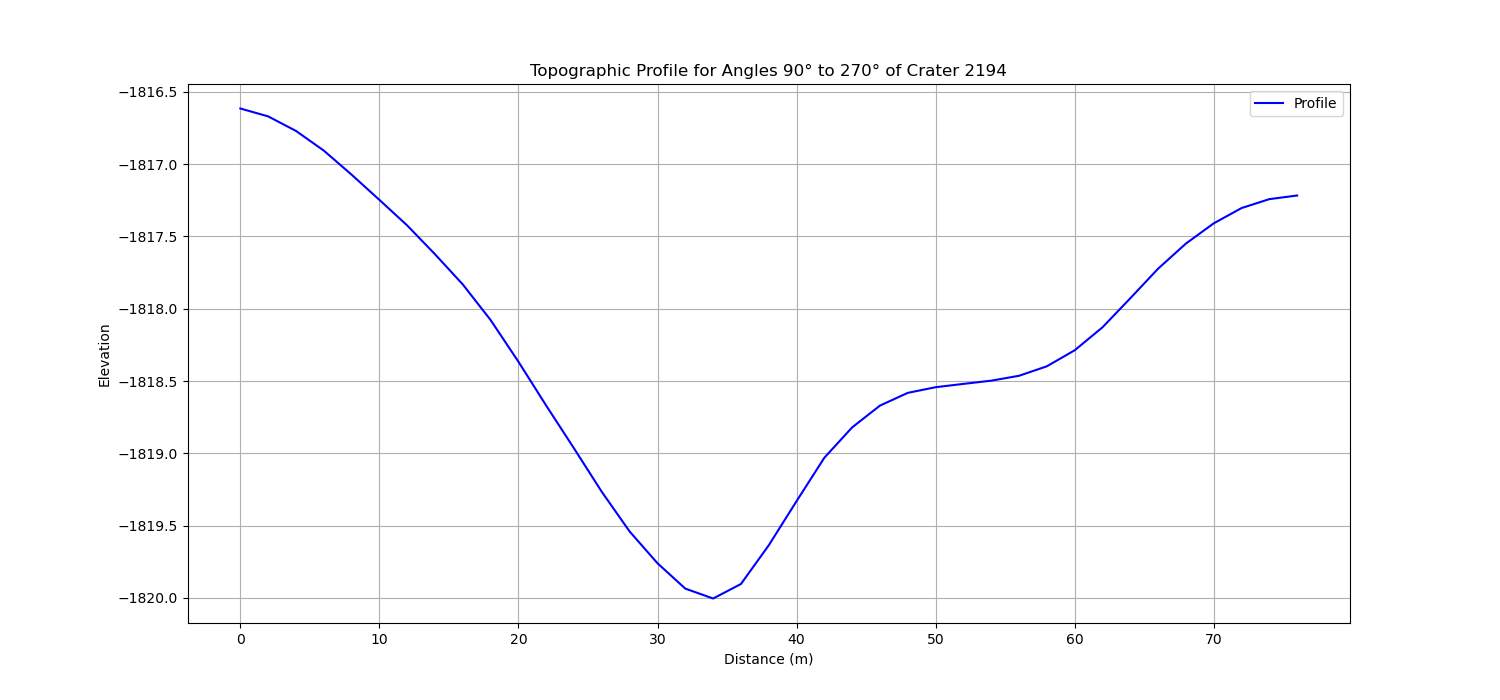 Topographic Profile for Angles 90° to 270° of Crater 2194
Profile
Elevation
−1816.5
−1817.0
−1817.5
−1818.0
−1818.5
−1819.0
−1819.5
−1820.0
0 10 20 30 40 50 60 70
Distance (m)